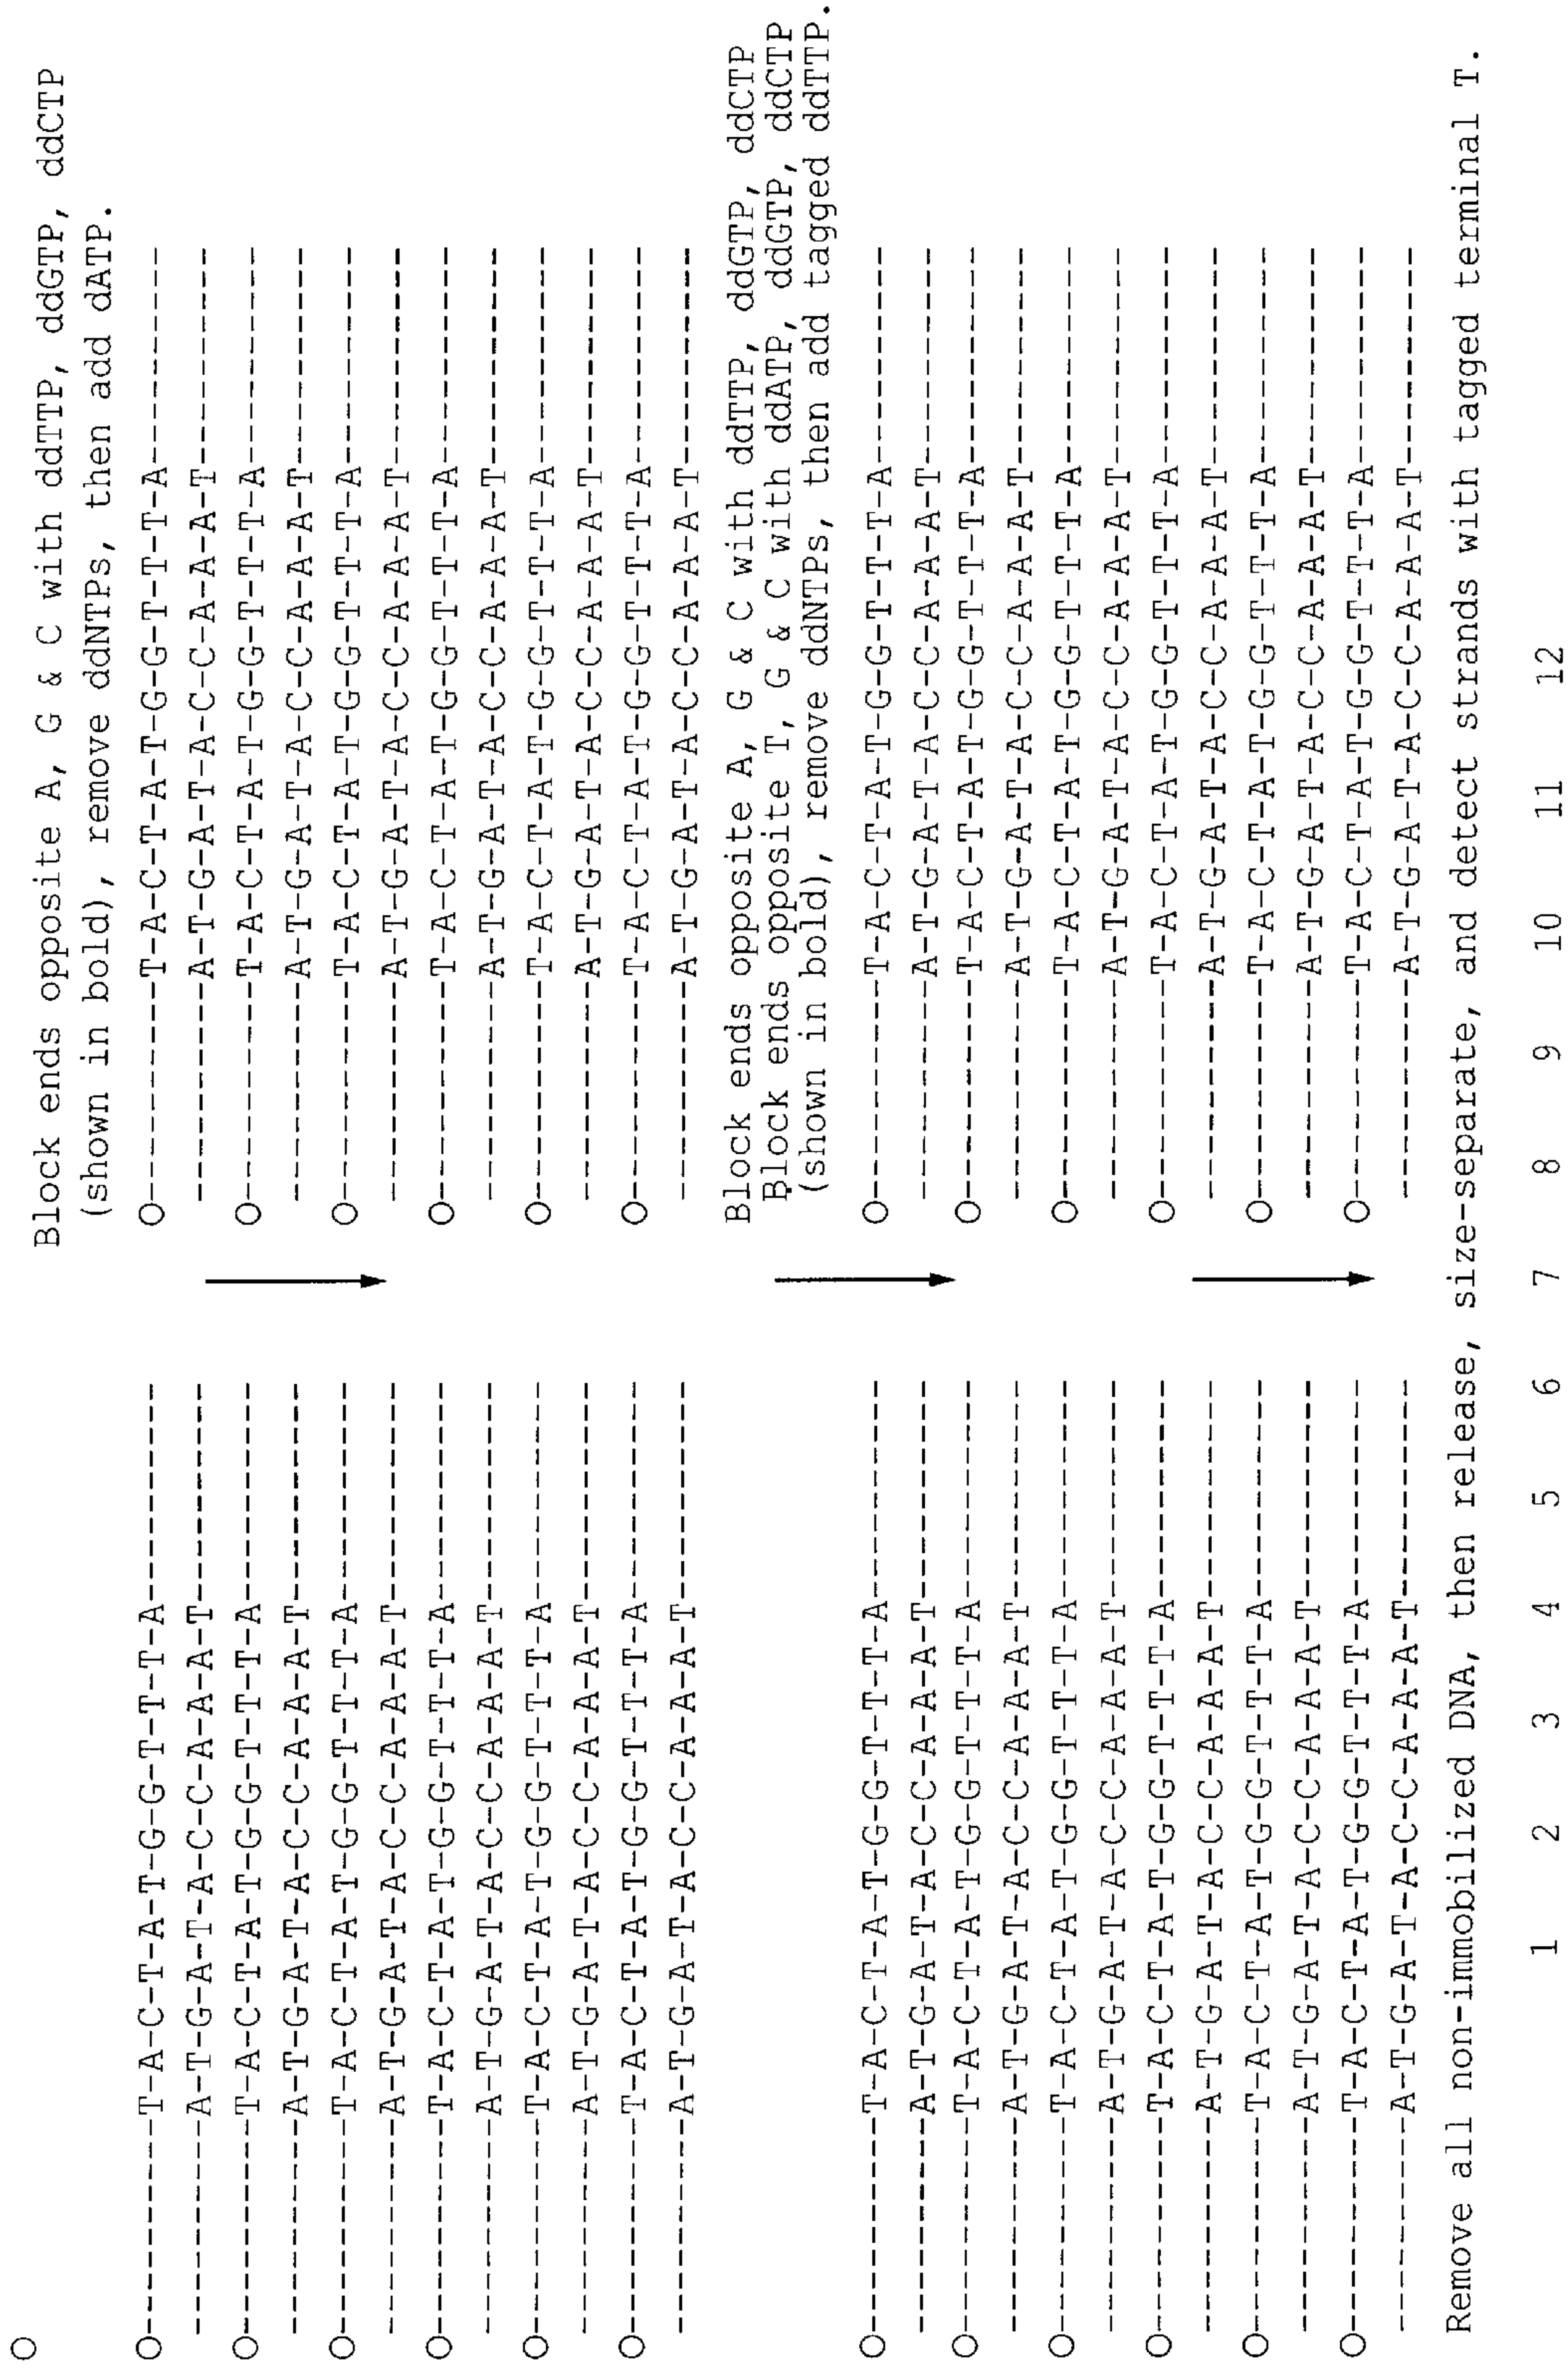 O
Block ends opposite A, G & C with ddTTP, ddGTP, ddCTP
(shown in bold), remove ddNTPs, then add dATP.
O----------T-A-C-T-A-T-G-G-T-T-T-A---------- O----------T-A-C-T-A-T-G-G-T-T-T-A----------
----------A-T-G-A-T-A-C-C-A-A-A-T---------- ----------A-T-G-A-T-A-C-C-A-A-A-T----------
O----------T-A-C-T-A-T-G-G-T-T-T-A---------- O----------T-A-C-T-A-T-G-G-T-T-T-A----------
----------A-T-G-A-T-A-C-C-A-A-A-T---------- ----------A-T-G-A-T-A-C-C-A-A-A-T----------
O----------T-A-C-T-A-T-G-G-T-T-T-A---------- O----------T-A-C-T-A-T-G-G-T-T-T-A----------
----------A-T-G-A-T-A-C-C-A-A-A-T---------- ----------A-T-G-A-T-A-C-C-A-A-A-T----------
O----------T-A-C-T-A-T-G-G-T-T-T-A---------- O----------T-A-C-T-A-T-G-G-T-T-T-A----------
----------A-T-G-A-T-A-C-C-A-A-A-T---------- ----------A-T-G-A-T-A-C-C-A-A-A-T----------
O----------T-A-C-T-A-T-G-G-T-T-T-A---------- O----------T-A-C-T-A-T-G-G-T-T-T-A----------
----------A-T-G-A-T-A-C-C-A-A-A-T---------- ----------A-T-G-A-T-A-C-C-A-A-A-T----------
O----------T-A-C-T-A-T-G-G-T-T-T-A---------- O----------T-A-C-T-A-T-G-G-T-T-T-A----------
----------A-T-G-A-T-A-C-C-A-A-A-T---------- ----------A-T-G-A-T-A-C-C-A-A-A-T----------
Block ends opposite A, G & C with ddTTP, ddGTP, ddCTP
Block ends opposite T, G & C with ddATP, ddGTP, ddCTP
(shown in bold), remove ddNTPs, then add tagged ddTTP.
O----------T-A-C-T-A-T-G-G-T-T-T-A---------- O----------T-A-C-T-A-T-G-G-T-T-T-A----------
----------A-T-G-A-T-A-C-C-A-A-A-T---------- ----------A-T-G-A-T-A-C-C-A-A-A-T----------
O----------T-A-C-T-A-T-G-G-T-T-T-A---------- O----------T-A-C-T-A-T-G-G-T-T-T-A----------
----------A-T-G-A-T-A-C-C-A-A-A-T---------- ----------A-T-G-A-T-A-C-C-A-A-A-T----------
O----------T-A-C-T-A-T-G-G-T-T-T-A---------- O----------T-A-C-T-A-T-G-G-T-T-T-A----------
----------A-T-G-A-T-A-C-C-A-A-A-T---------- ----------A-T-G-A-T-A-C-C-A-A-A-T----------
O----------T-A-C-T-A-T-G-G-T-T-T-A---------- O----------T-A-C-T-A-T-G-G-T-T-T-A----------
----------A-T-G-A-T-A-C-C-A-A-A-T---------- ----------A-T-G-A-T-A-C-C-A-A-A-T----------
O----------T-A-C-T-A-T-G-G-T-T-T-A---------- O----------T-A-C-T-A-T-G-G-T-T-T-A----------
----------A-T-G-A-T-A-C-C-A-A-A-T---------- ----------A-T-G-A-T-A-C-C-A-A-A-T----------
O----------T-A-C-T-A-T-G-G-T-T-T-A---------- O----------T-A-C-T-A-T-G-G-T-T-T-A----------
----------A-T-G-A-T-A-C-C-A-A-A-T---------- ----------A-T-G-A-T-A-C-C-A-A-A-T----------
Remove all non-immobilized DNA, then release, size-separate, and detect strands with tagged terminal T.
1 2 3 4 5 6 7 8 9 10 11 12